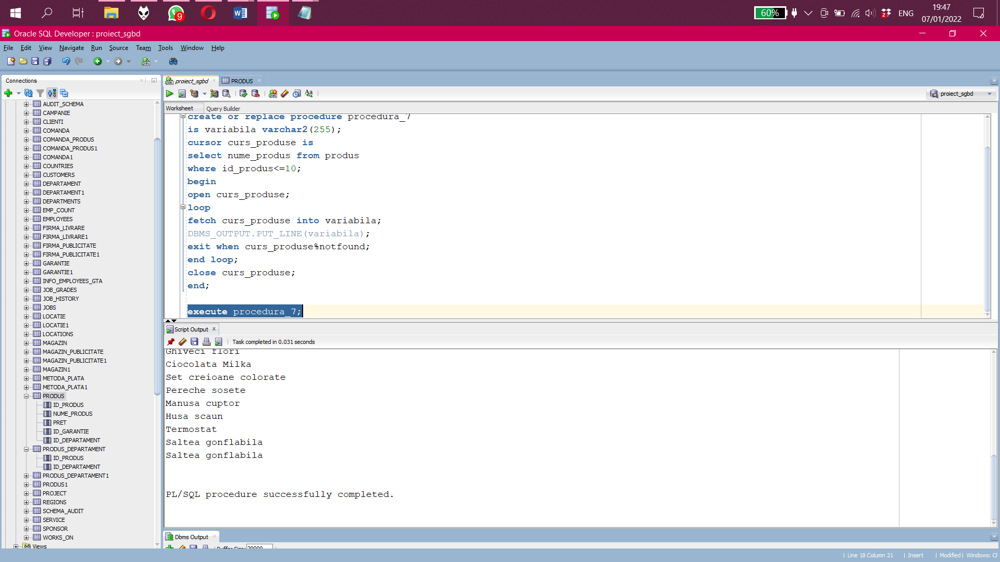 9
60%
2
ENG
19:47
07/01/2022
Oracle SQL Developer : proiect_sgbd
File Edit View Navigate Run Source Team Tools Window Help
Connections
AUDIT_SCHEMA
CAMPANIE
CLIENTI
COMANDA
COMANDA_PRODUS
COMANDA_PRODUS1
COMANDA1
COUNTRIES
CUSTOMERS
DEPARTAMENT
DEPARTAMENT1
DEPARTMENTS
EMP_COUNT
EMPLOYEES
FIRMA_LIVRARE
FIRMA_LIVRARE1
FIRMA_PUBLICITATE
FIRMA_PUBLICITATE1
GARANTIE
GARANTIE1
INFO_EMPLOYEES_GTA
JOB_GRADES
JOB_HISTORY
JOBS
LOCATIE
LOCATIE1
LOCATIONS
MAGAZIN
MAGAZIN_PUBLICITATE
MAGAZIN_PUBLICITATE1
MAGAZIN1
METODA_PLATA
METODA_PLATA1
PRODUS
ID_PRODUS
NUME_PRODUS
PRET
ID_GARANTIE
ID_DEPARTAMENT
PRODUS_DEPARTAMENT
ID_PRODUS
ID_DEPARTAMENT
PRODUS_DEPARTAMENT1
PRODUS1
PROJECT
REGIONS
SCHEMA_AUDIT
SERVICE
SPONSOR
WORKS_ON
Views
proiect_sgbd PRODUS
proiect_sgbd
Worksheet Query Builder
create or replace procedure procedura_7
is variabila varchar2(255);
cursor curs_produse is
select nume_produs from produs
where id_produs<=10;
begin
open curs_produse;
loop
fetch curs_produse into variabila;
DBMS_OUTPUT.PUT_LINE(variabila);
exit when curs_produse%notfound;
end loop;
close curs_produse;
end;
execute procedura_7;
Script Output
Task completed in 0.031 seconds
Ghiveci flori
Ciocolata Milka
Set creioane colorate
Pereche sosete
Manusa cuptor
Husa scaun
Termostat
Saltea gonflabila
Saltea gonflabila
PL/SQL procedure successfully completed.
Dbms Output
Buffer Size: 20000
Line 18 Column 21 Insert Modified Windows: CF